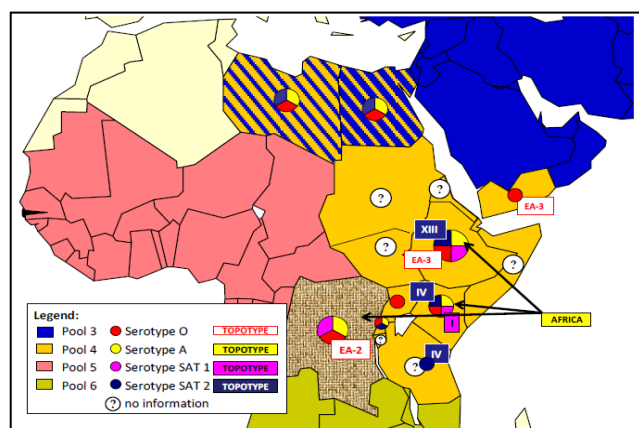 ?
?
?
?
EA-3
XIII
EA-3
IV
AFRICA
I
EA-2
?
IV
?
Legend:
Pool 3 Serotype O TOPOTYPE
Pool 4 Serotype A TOPOTYPE
Pool 5 Serotype SAT 1 TOPOTYPE
Pool 6 Serotype SAT 2 TOPOTYPE
? no information